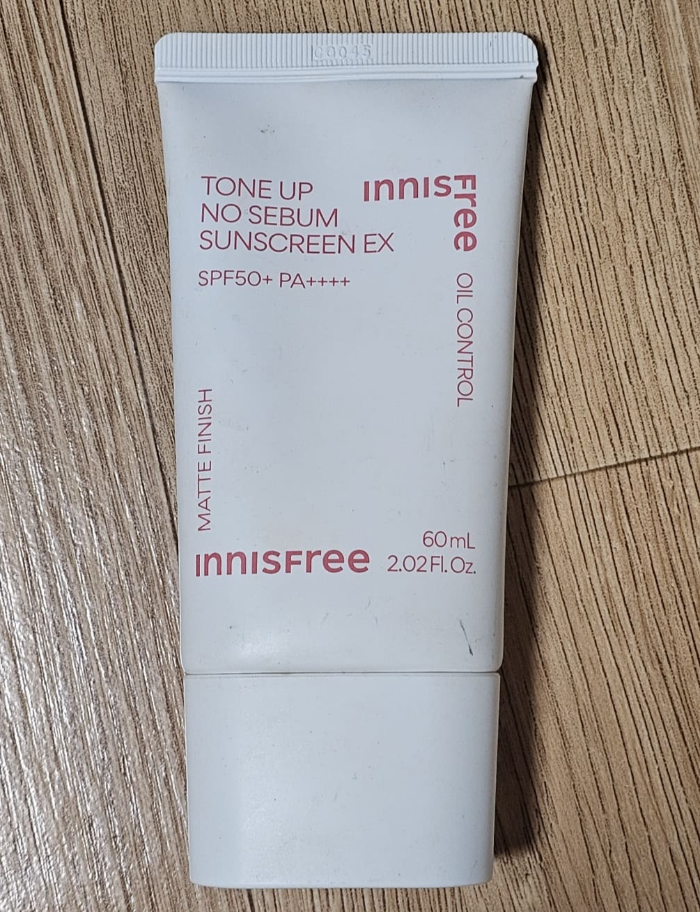 TONE UP
NO SEBUM
SUNSCREEN EX
SPF50+ PA++++
INNISFree
OIL CONTROL
MATTE FINISH
INNISFree
60mL
2.02Fl.Oz.